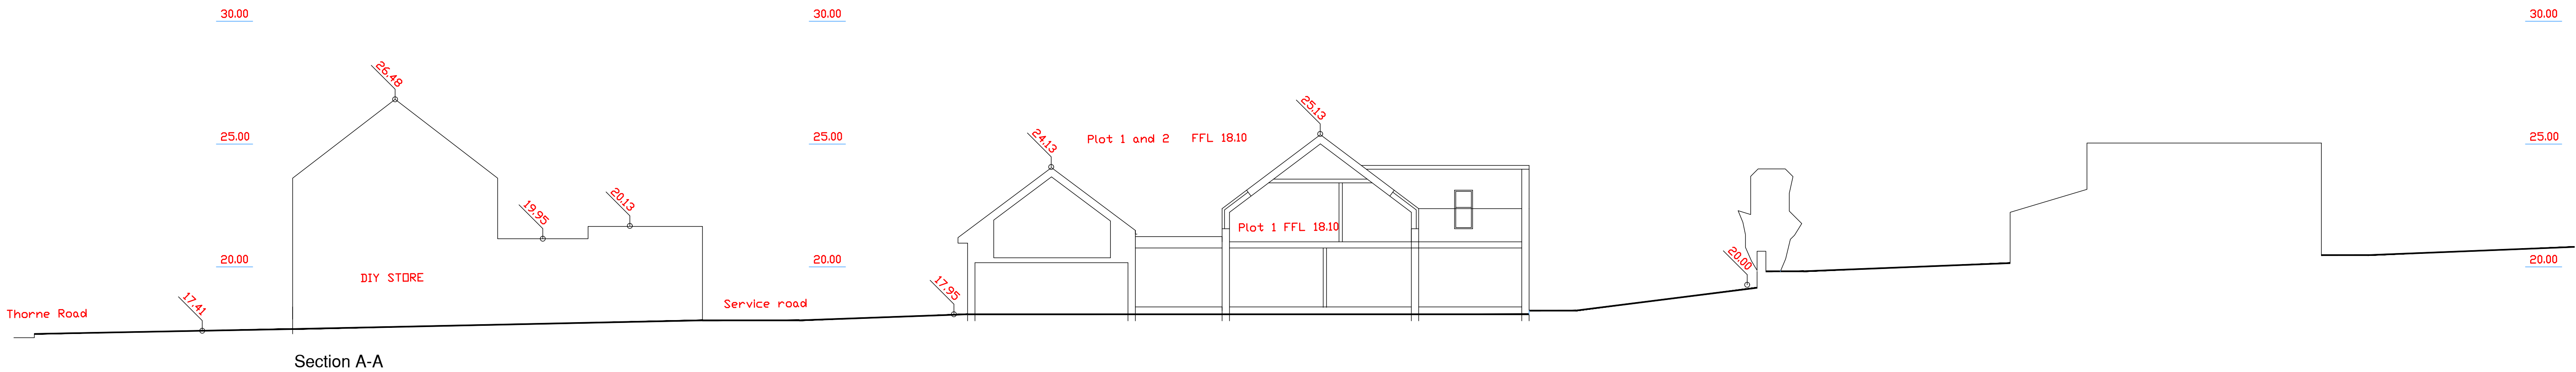 30.00
30.00
30.00
26.48
25.13
24.13
25.00
25.00
Plot 1 and 2 FFL 18.10
25.00
19.95
20.13
Plot 1 FFL 18.10
20.00
20.00
20.00
20.00
DIY STORE
17.41
17.95
Thorne Road
Service road
Section A-A